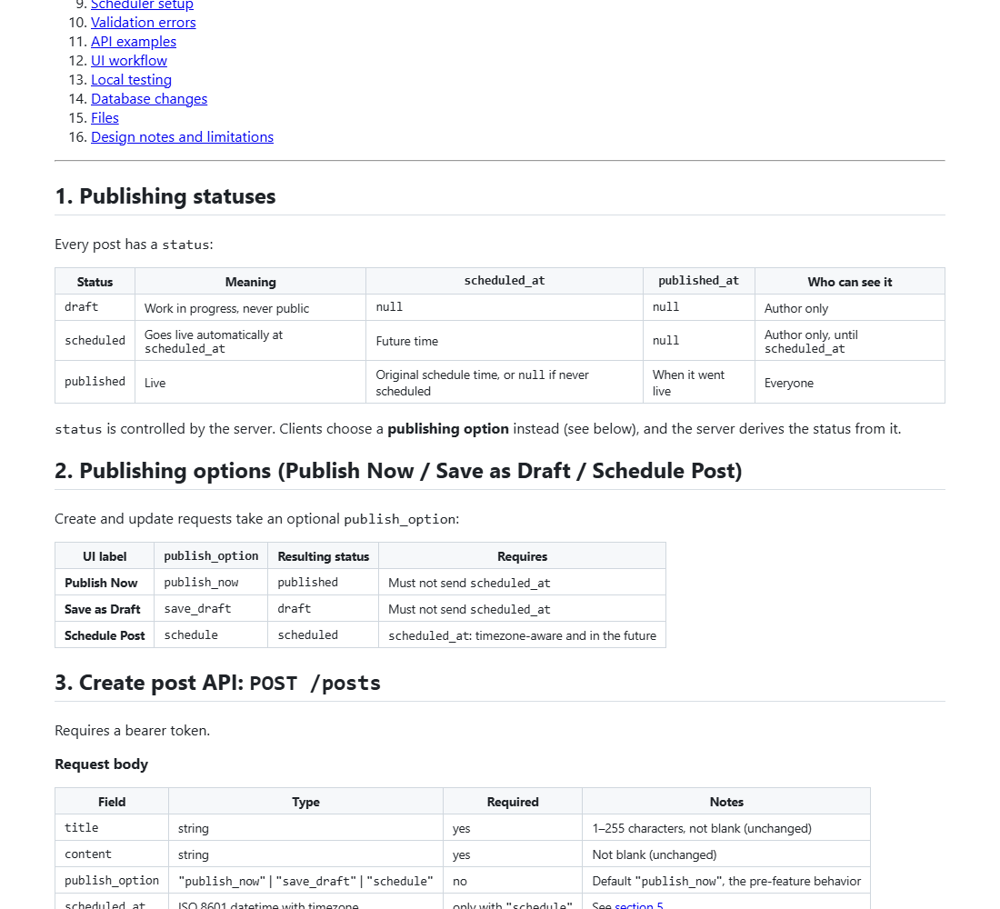 9. Scheduler setup
10. Validation errors
11. API examples
12. UI workflow
13. Local testing
14. Database changes
15. Files
16. Design notes and limitations
1. Publishing statuses
Every post has a status:
Status Meaning scheduled_at published_at Who can see it
draft Work in progress, never public null null Author only
scheduled Goes live automatically at scheduled_at Future time null Author only, until scheduled_at
published Live Original schedule time, or null if never scheduled When it went live Everyone
status is controlled by the server. Clients choose a publishing option instead (see below), and the server derives the status from it.
2. Publishing options (Publish Now / Save as Draft / Schedule Post)
Create and update requests take an optional publish_option:
UI label publish_option Resulting status Requires
Publish Now publish_now published Must not send scheduled_at
Save as Draft save_draft draft Must not send scheduled_at
Schedule Post schedule scheduled scheduled_at: timezone-aware and in the future
3. Create post API: POST /posts
Requires a bearer token.
Request body
Field Type Required Notes
title string yes 1–255 characters, not blank (unchanged)
content string yes Not blank (unchanged)
publish_option "publish_now" | "save_draft" | "schedule" no Default "publish_now", the pre-feature behavior
scheduled_at ISO 8601 datetime with timezone only with "schedule" See section 5